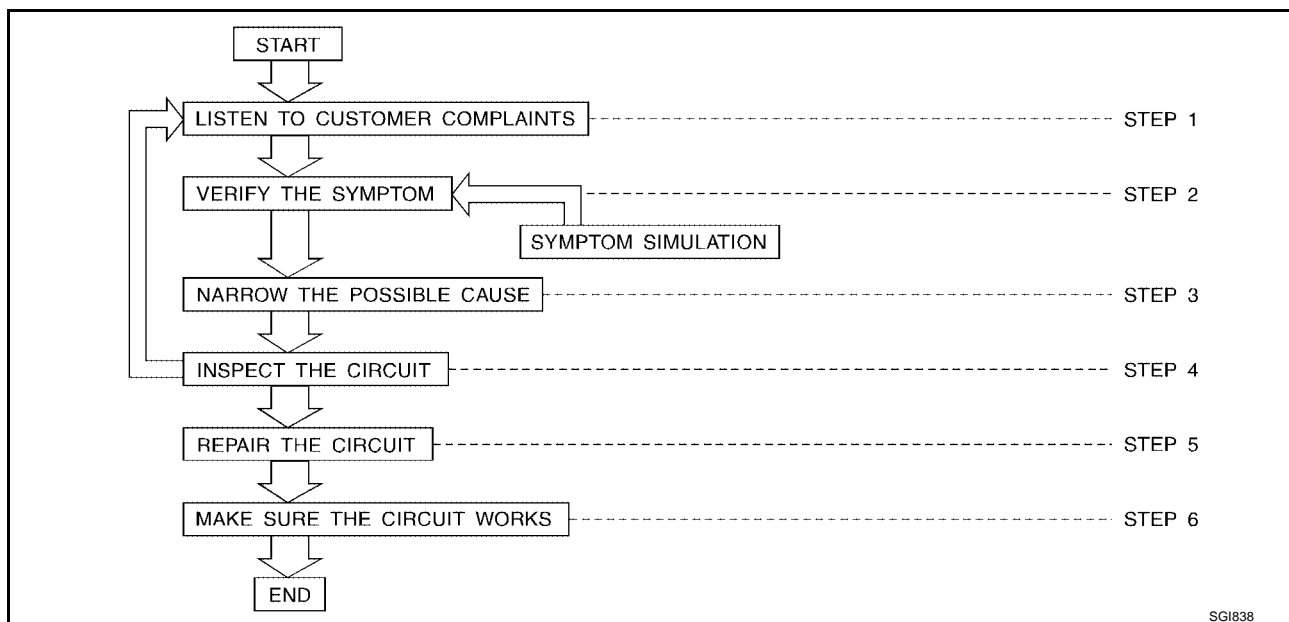 START
LISTEN TO CUSTOMER COMPLAINTS
STEP 1
VERIFY THE SYMPTOM
STEP 2
SYMPTOM SIMULATION
NARROW THE POSSIBLE CAUSE
STEP 3
INSPECT THE CIRCUIT
STEP 4
REPAIR THE CIRCUIT
STEP 5
MAKE SURE THE CIRCUIT WORKS
STEP 6
END
SGI838